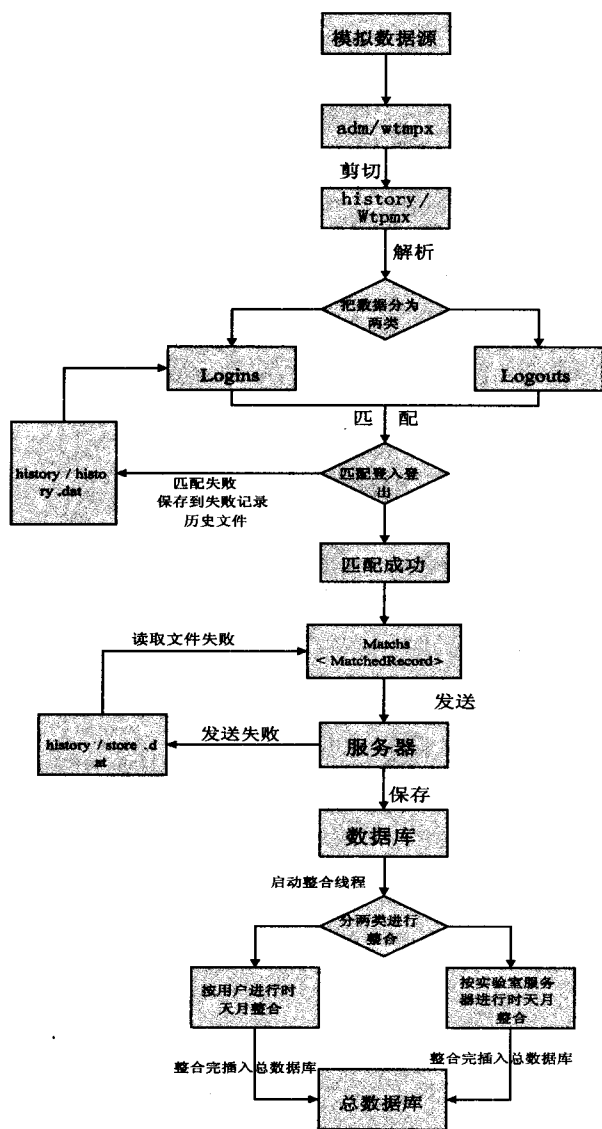 模拟数据源
adm/wtmpx
剪切
history /
Wtpmx
解析
把数据分为
两类
Logins
Logouts
匹 配
history / histo
ry .dat
匹配失败
保存到失败记录
历史文件
匹配登入登
出
匹配成功
读取文件失败
Matchs
< MatchedRecord>
发送
history / store .d
at
发送失败
服务器
保存
数据库
启动整合线程
分两类进行
整合
按用户进行时
天月整合
按实验室服务
器进行时天月
整合
整合完插入总数据库
整合完插入总数据库
总数据库